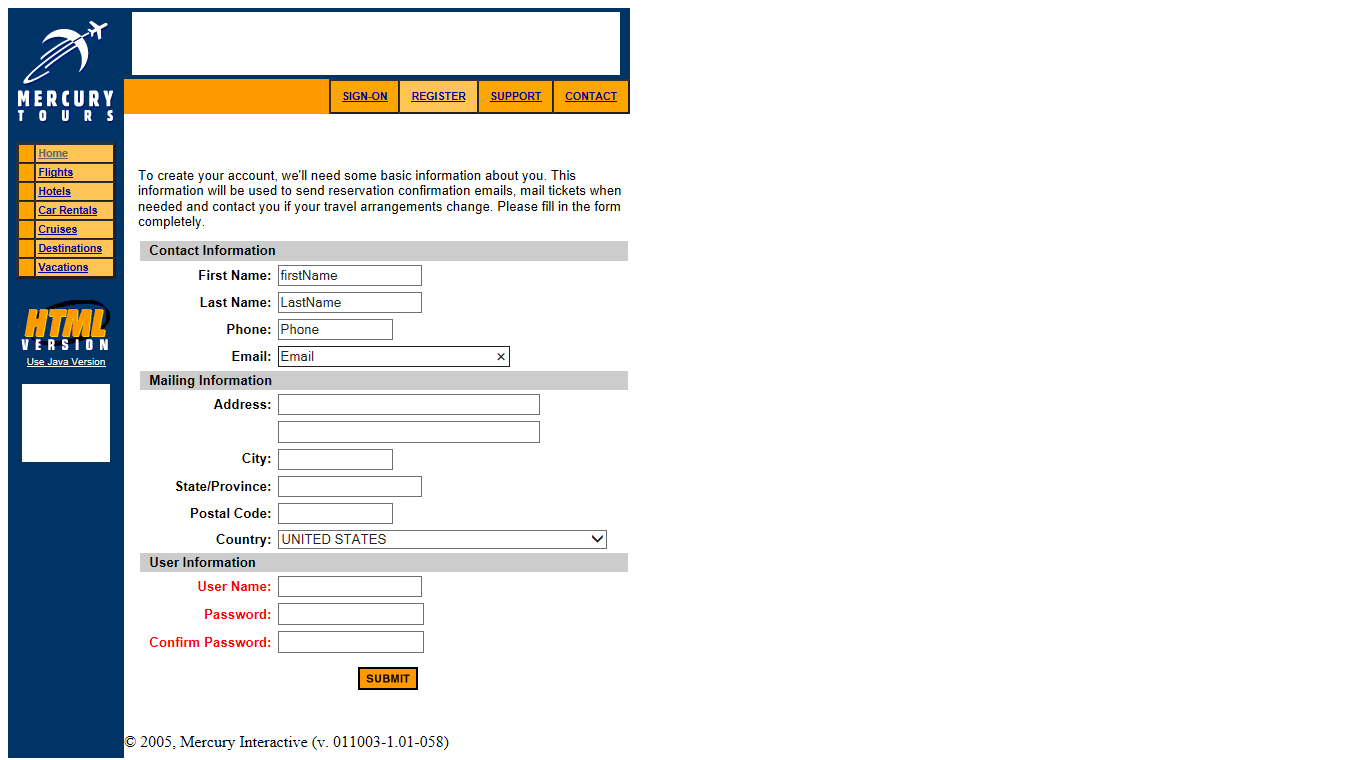 MERCURY
TOURS
SIGN-ON REGISTER SUPPORT CONTACT
Home
Flights
Hotels
Car Rentals
Cruises
Destinations
Vacations
HTML
VERSION
Use Java Version
To create your account, we'll need some basic information about you. This
information will be used to send reservation confirmation emails, mail tickets when
needed and contact you if your travel arrangements change. Please fill in the form
completely.
Contact Information
First Name: firstName
Last Name: LastName
Phone: Phone
Email: Email ×
Mailing Information
Address:
City:
State/Province:
Postal Code:
Country: UNITED STATES
User Information
User Name:
Password:
Confirm Password:
SUBMIT
© 2005, Mercury Interactive (v. 011003-1.01-058)